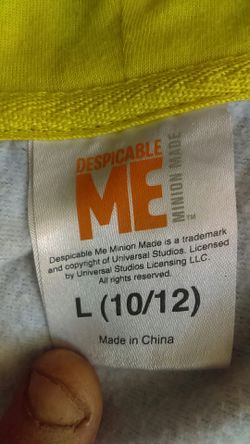 DESPICABLE
ME
MINION MADE
TM
Despicable Me Minion Made is a trademark
and copyright of Universal Studios. Licensed
by Universal Studios Licensing LLC.
All rights reserved.
L (10/12)
Made in China